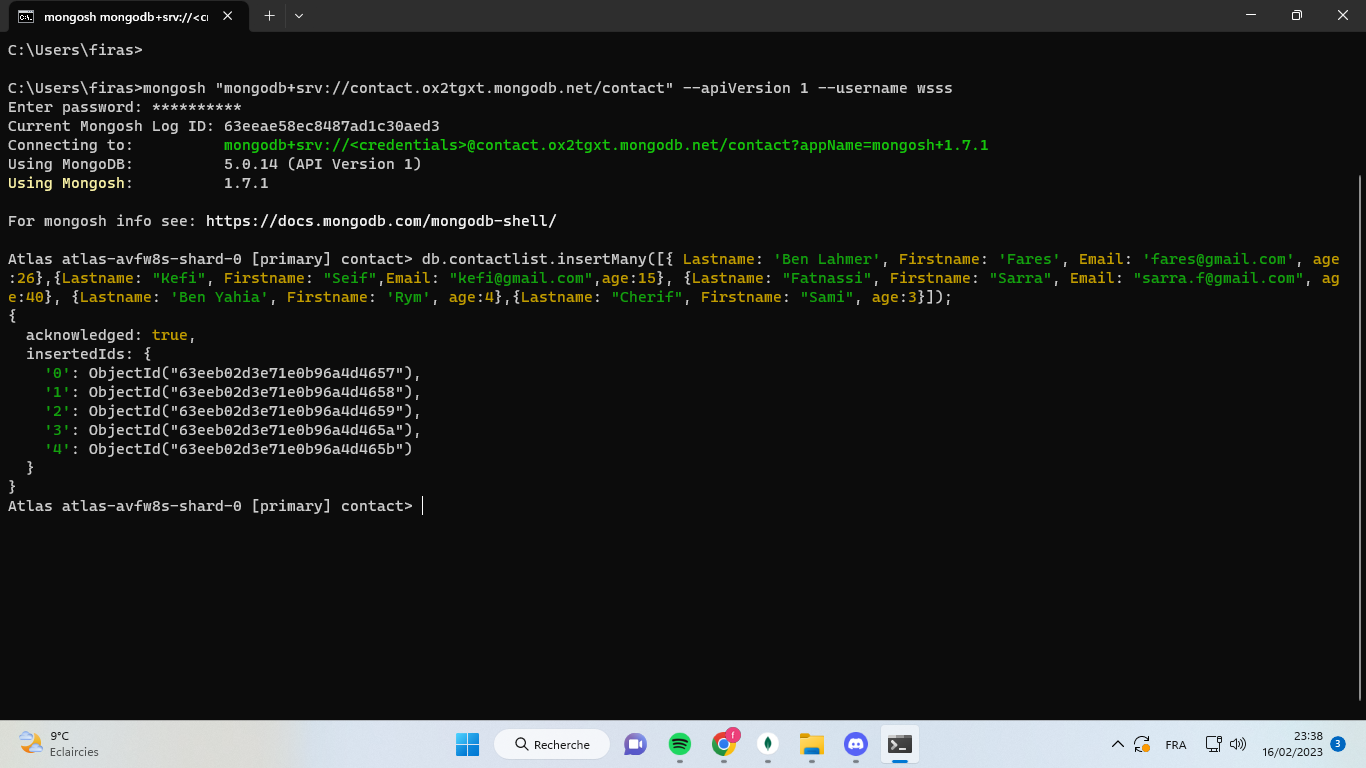 mongosh mongodb+srv://<cr
C:\Users\firas>
C:\Users\firas>mongosh "mongodb+srv://contact.ox2tgxt.mongodb.net/contact" --apiVersion 1 --username wsss
Enter password: **********
Current Mongosh Log ID: 63eeae58ec8487ad1c30aed3
Connecting to: mongodb+srv://<credentials>@contact.ox2tgxt.mongodb.net/contact?appName=mongosh+1.7.1
Using MongoDB: 5.0.14 (API Version 1)
Using Mongosh: 1.7.1
For mongosh info see: https://docs.mongodb.com/mongodb-shell/
Atlas atlas-avfw8s-shard-0 [primary] contact> db.contactlist.insertMany([{ Lastname: 'Ben Lahmer', Firstname: 'Fares', Email: 'fares@gmail.com', age
:26},{Lastname: "Kefi", Firstname: "Seif",Email: "kefi@gmail.com",age:15}, {Lastname: "Fatnassi", Firstname: "Sarra", Email: "sarra.f@gmail.com", ag
e:40}, {Lastname: 'Ben Yahia', Firstname: 'Rym', age:4},{Lastname: "Cherif", Firstname: "Sami", age:3}]);
{
  acknowledged: true,
  insertedIds: {
    '0': ObjectId("63eeb02d3e71e0b96a4d4657"),
    '1': ObjectId("63eeb02d3e71e0b96a4d4658"),
    '2': ObjectId("63eeb02d3e71e0b96a4d4659"),
    '3': ObjectId("63eeb02d3e71e0b96a4d465a"),
    '4': ObjectId("63eeb02d3e71e0b96a4d465b")
  }
}
Atlas atlas-avfw8s-shard-0 [primary] contact>
9°C
Eclaircies
Recherche
f
FRA
23:38
16/02/2023
3